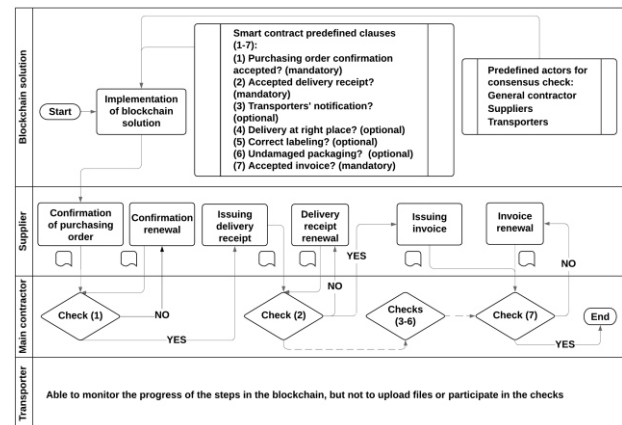 Blockchain solution
Start
Implementation
of blockchain
solution
Smart contract predefined clauses
(1-7):
(1) Purchasing order confirmation
accepted? (mandatory)
(2) Accepted delivery receipt?
(mandatory)
(3) Transporters' notification?
(optional)
(4) Delivery at right place? (optional)
(5) Correct labeling? (optional)
(6) Undamaged packaging? (optional)
(7) Accepted invoice? (mandatory)
Predefined actors for
consensus check:
General contractor
Suppliers
Transporters
Supplier
Confirmation
of purchasing
order
Confirmation
renewal
Issuing
delivery
receipt
Delivery
receipt
renewal
Issuing
invoice
Invoice
renewal
YES
NO
NO
Main contractor
Check (1)
NO
YES
Check (2)
Checks
(3-6)
Check (7)
YES
End
Transporter
Able to monitor the progress of the steps in the blockchain, but not to upload files or participate in the checks